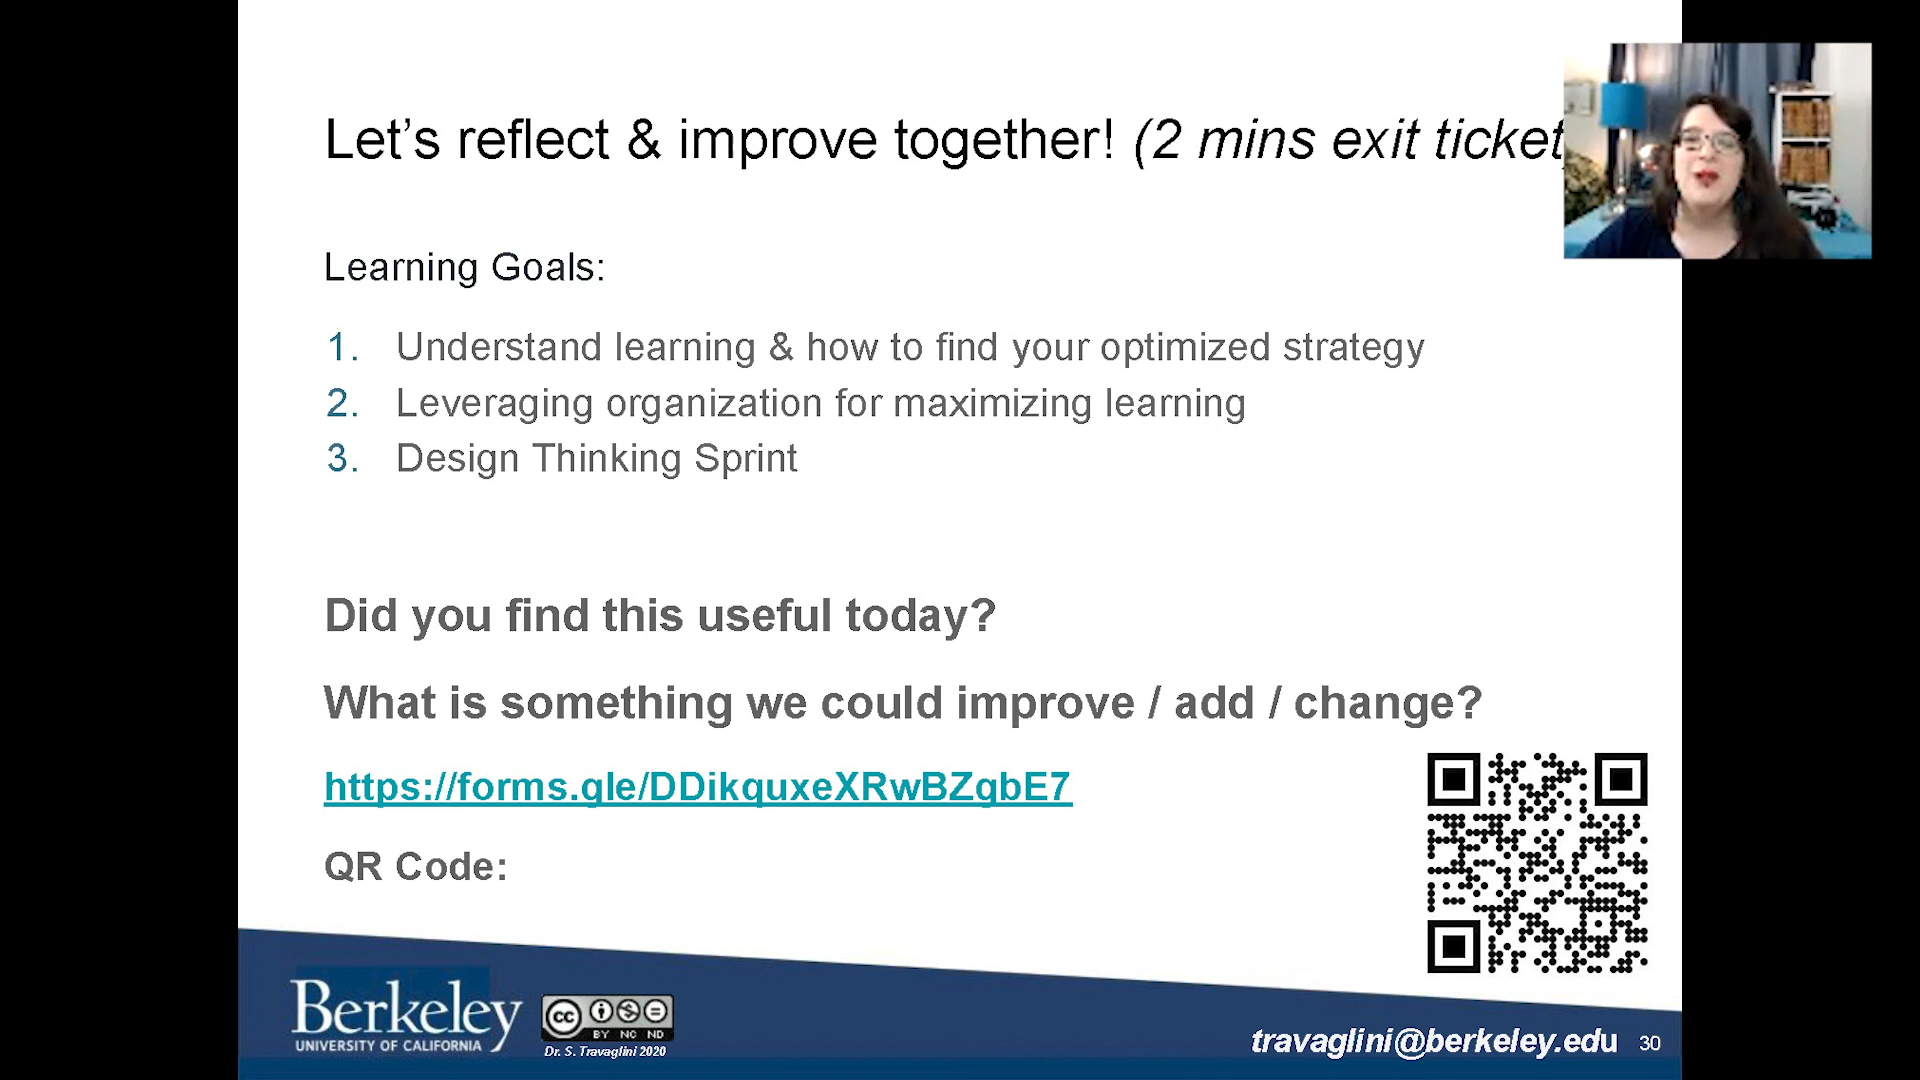 Let's reflect & improve together! (2 mins exit ticket
Learning Goals:
1. Understand learning & how to find your optimized strategy
2. Leveraging organization for maximizing learning
3. Design Thinking Sprint
Did you find this useful today?
What is something we could improve / add / change?
https://forms.gle/DDikquxeXRwBZgbE7
QR Code:
Berkeley
UNIVERSITY OF CALIFORNIA
CC
BY NC ND
Dr. S. Travaglini 2020
travaglini@berkeley.edu 30